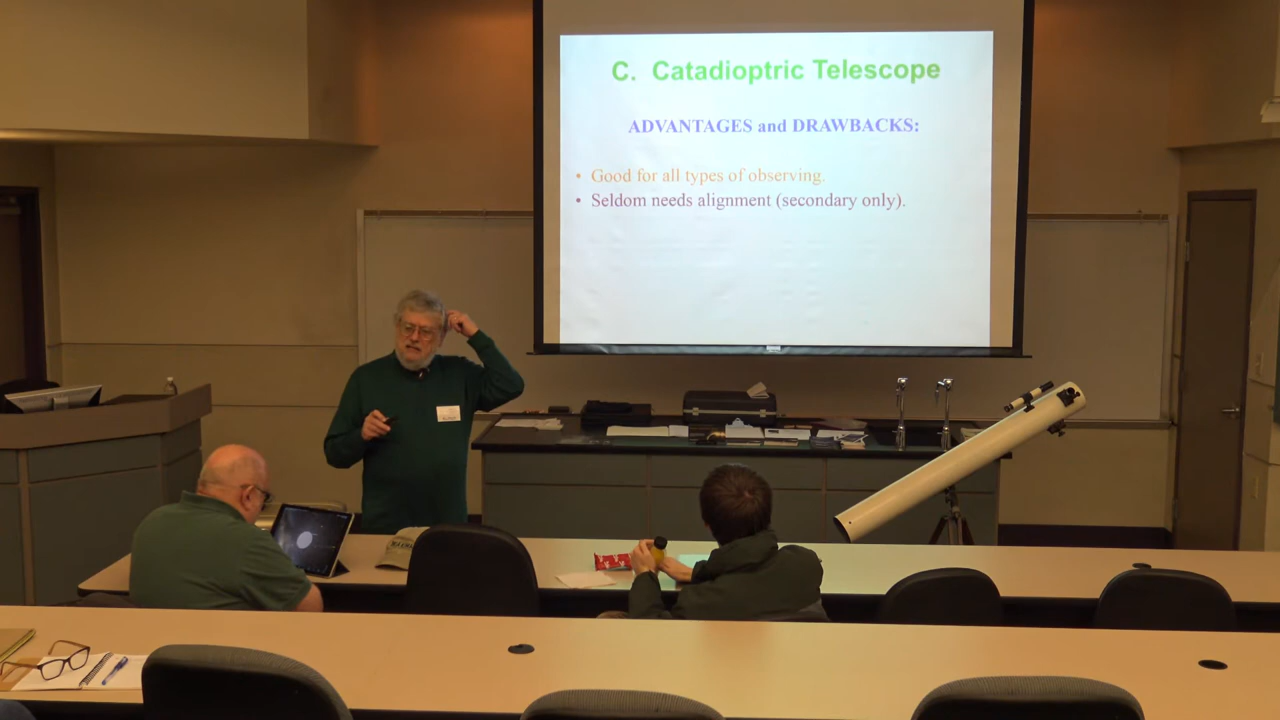 C. Catadioptric Telescope
ADVANTAGES and DRAWBACKS:
• Good for all types of observing.
• Seldom needs alignment (secondary only).